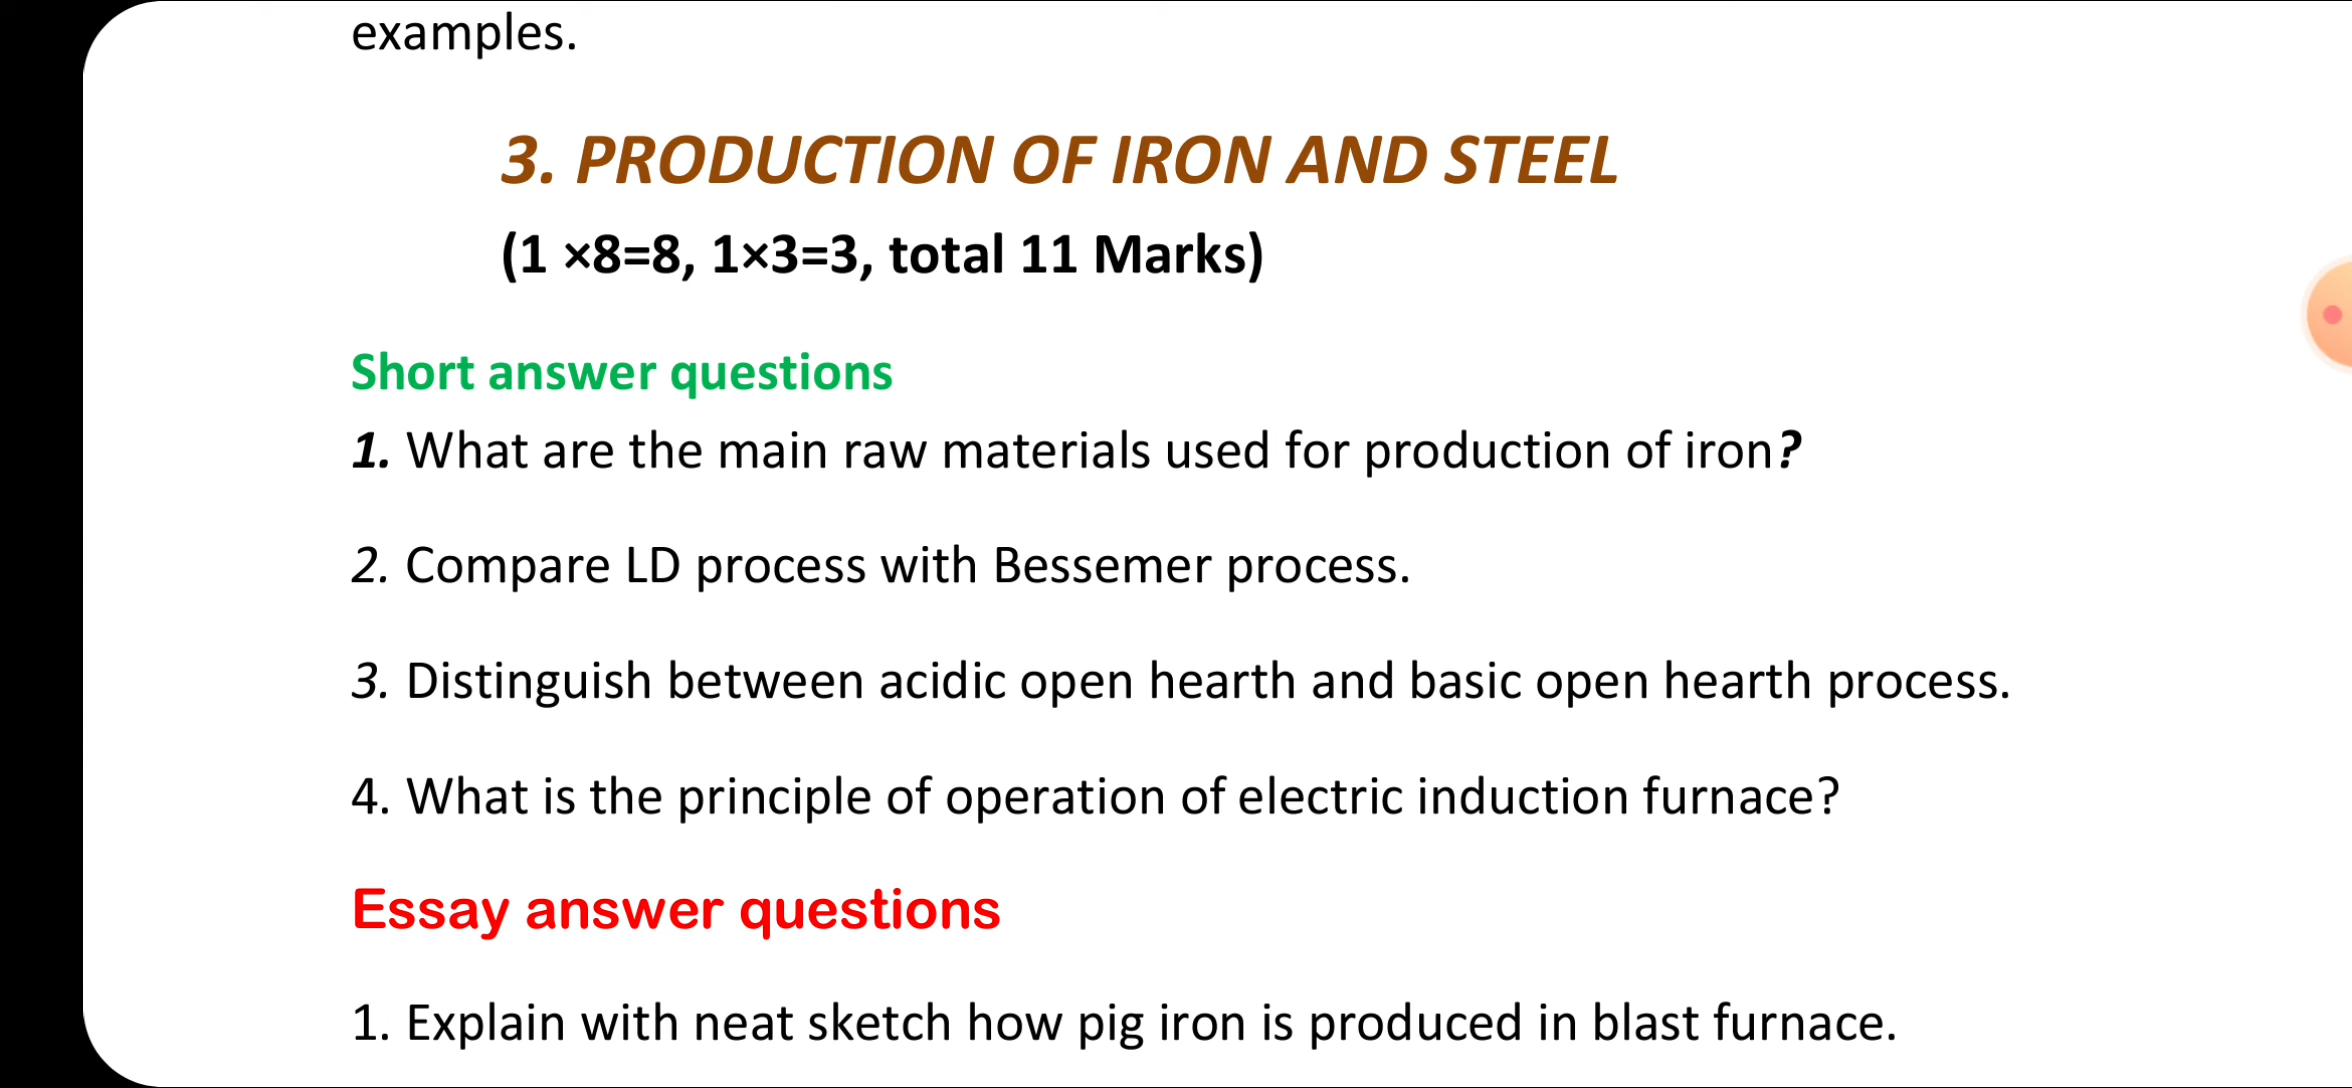 examples.
3. PRODUCTION OF IRON AND STEEL
(1 ×8=8, 1×3=3, total 11 Marks)
Short answer questions
1. What are the main raw materials used for production of iron?
2. Compare LD process with Bessemer process.
3. Distinguish between acidic open hearth and basic open hearth process.
4. What is the principle of operation of electric induction furnace?
Essay answer questions
1. Explain with neat sketch how pig iron is produced in blast furnace.